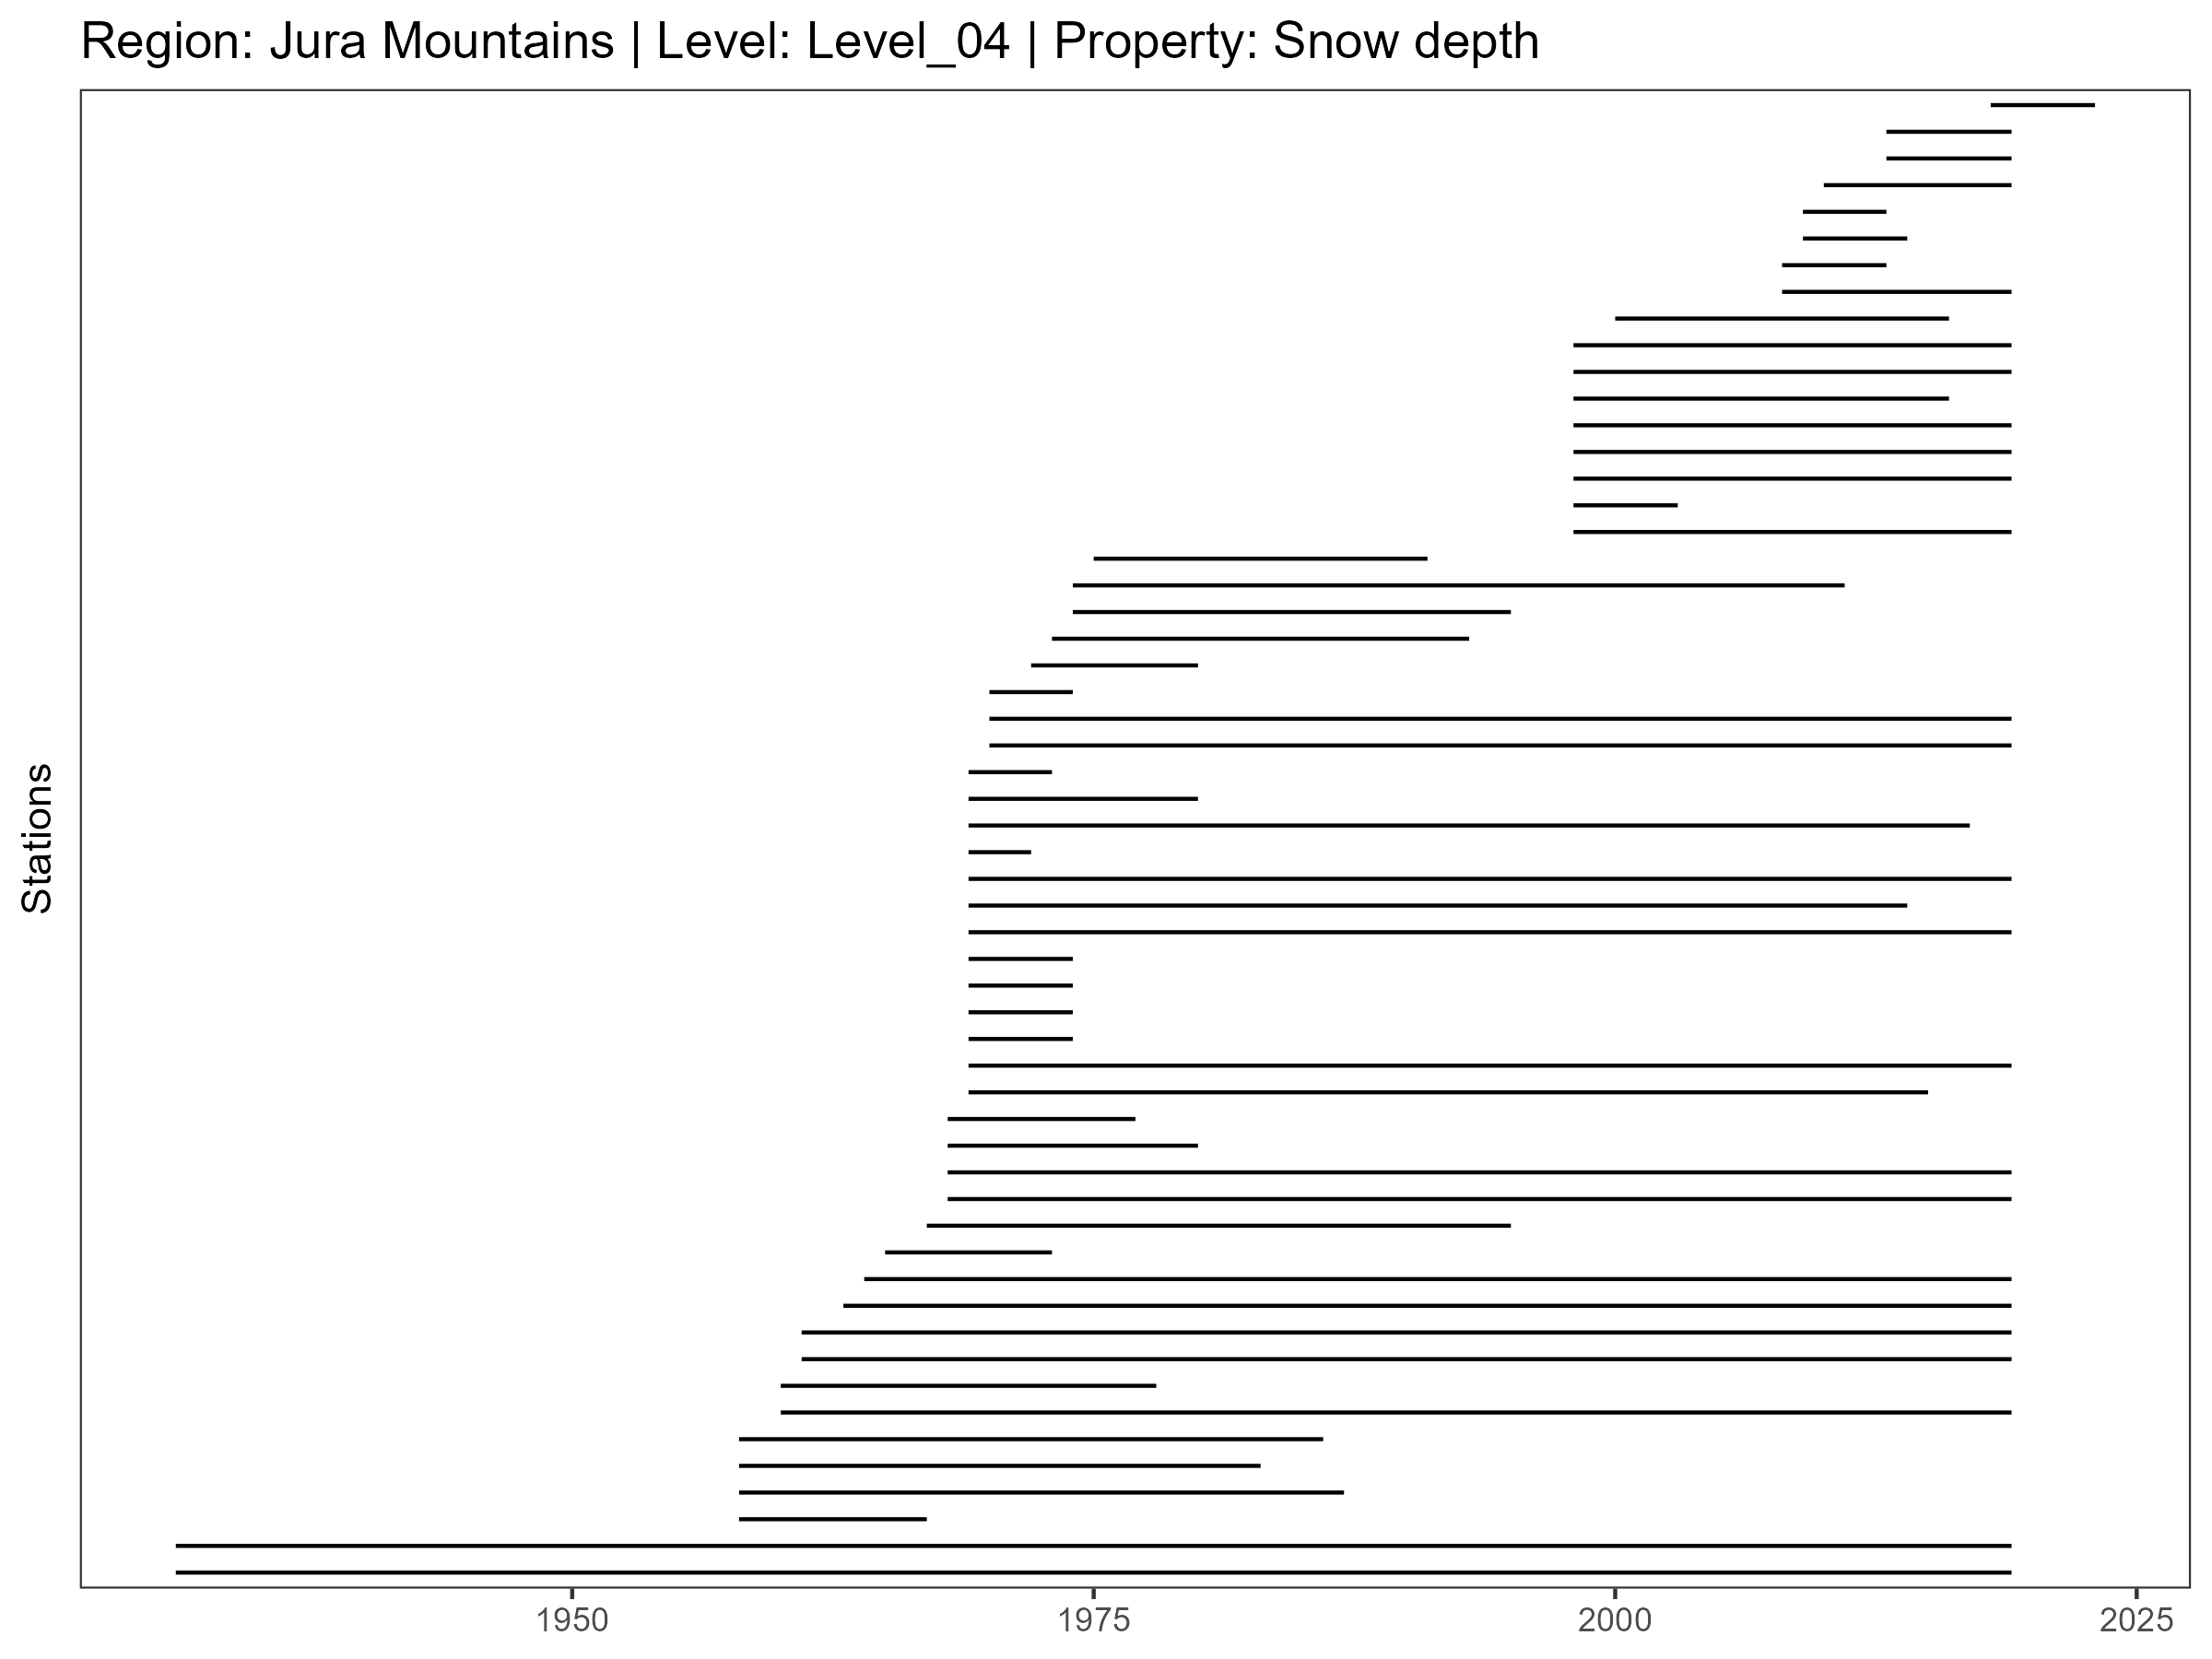 Region: Jura Mountains | Level: Level_04 | Property: Snow depth
Stations
1950 1975 2000 2025